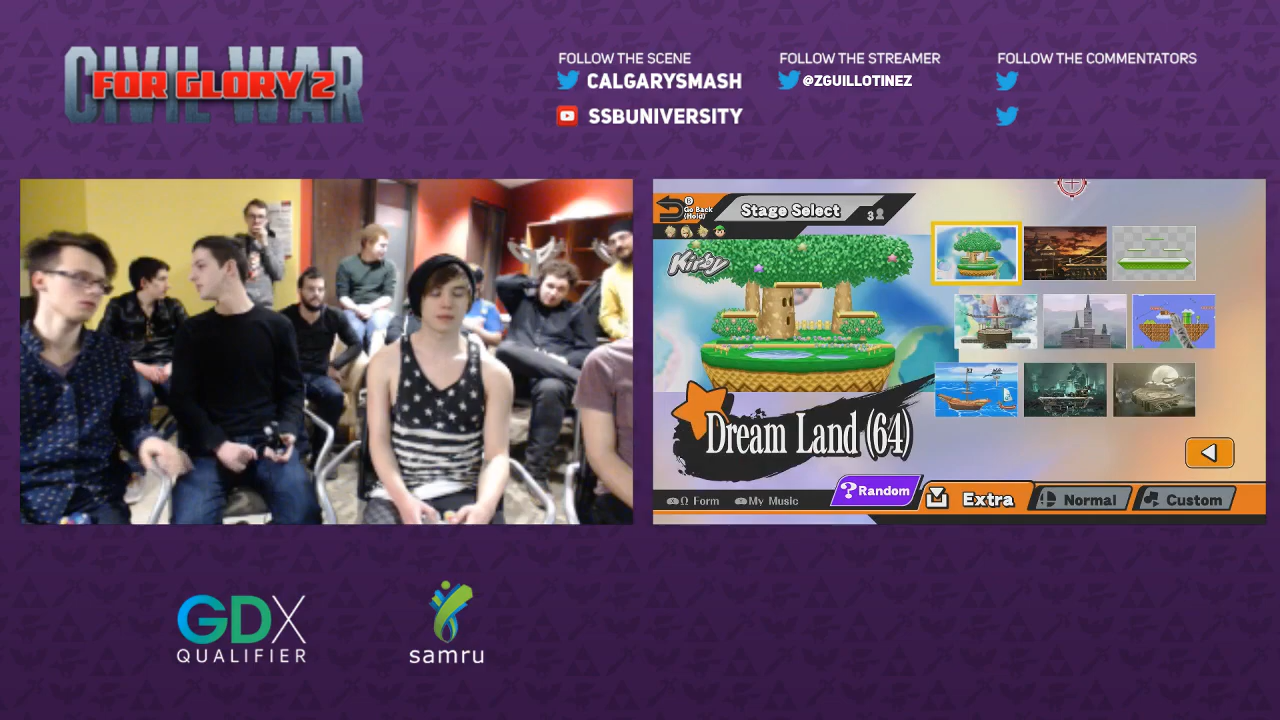 CIVIL WAR
FOR GLORY 2
FOLLOW THE SCENE
CALGARYSMASH
SSBUNIVERSITY
FOLLOW THE STREAMER
@ZGUILLOTINEZ
FOLLOW THE COMMENTATORS
B
Go Back
(Hold)
Stage Select
3
Kirby
Dream Land (64)
Ω Form
My Music
Random
Extra
Normal
Custom
GDX
QUALIFIER
samru